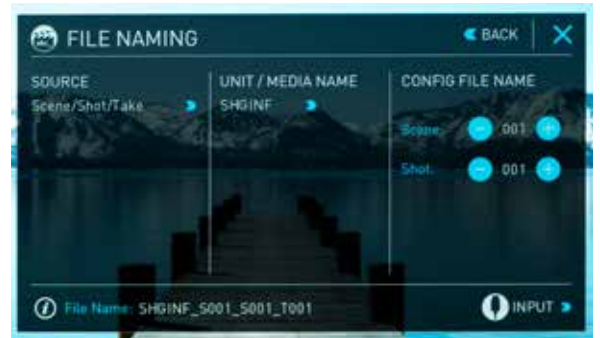 FILE NAMING
BACK
SOURCE
Scene/Shot/Take
UNIT / MEDIA NAME
SHGINF
CONFIG FILE NAME
Scene: 001
Shot: 001
File Name: SHGINF_S001_S001_T001
INPUT